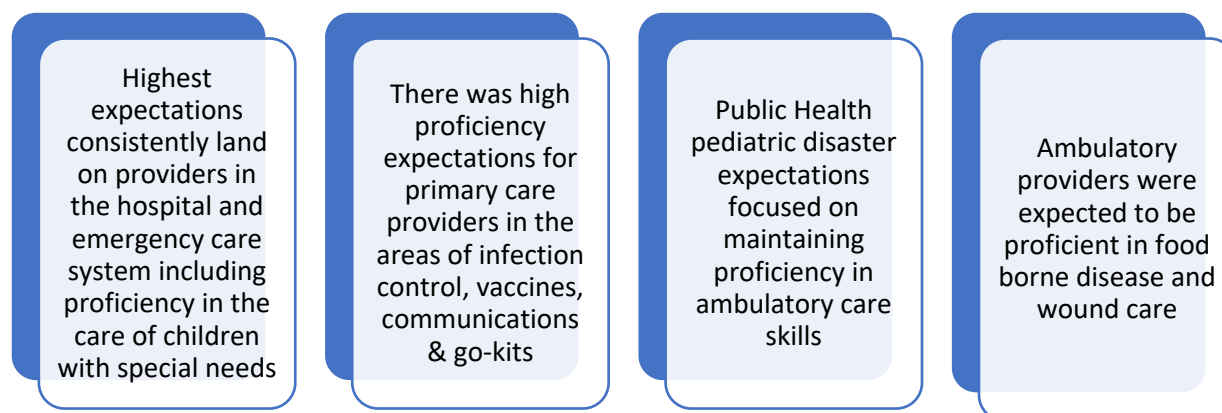 Highest
expectations
consistently land
on providers in
the hospital and
emergency care
system including
proficiency in the
care of children
with special needs
There was high
proficiency
expectations for
primary care
providers in the
areas of infection
control, vaccines,
communications
& go-kits
Public Health
pediatric disaster
expectations
focused on
maintaining
proficiency in
ambulatory care
skills
Ambulatory
providers were
expected to be
proficient in food
borne disease and
wound care